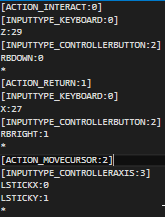 [ACTION_INTERACT:0]
[INPUTTYPE_KEYBOARD:0]
Z:29
[INPUTTYPE_CONTROLLERBUTTON:2]
RBDOWN:0
*
[ACTION_RETURN:1]
[INPUTTYPE_KEYBOARD:0]
X:27
[INPUTTYPE_CONTROLLERBUTTON:2]
RBRIGHT:1
*
[ACTION_MOVECURSOR:2]
[INPUTTYPE_CONTROLLERAXIS:3]
LSTICKX:0
LSTICKY:1
*